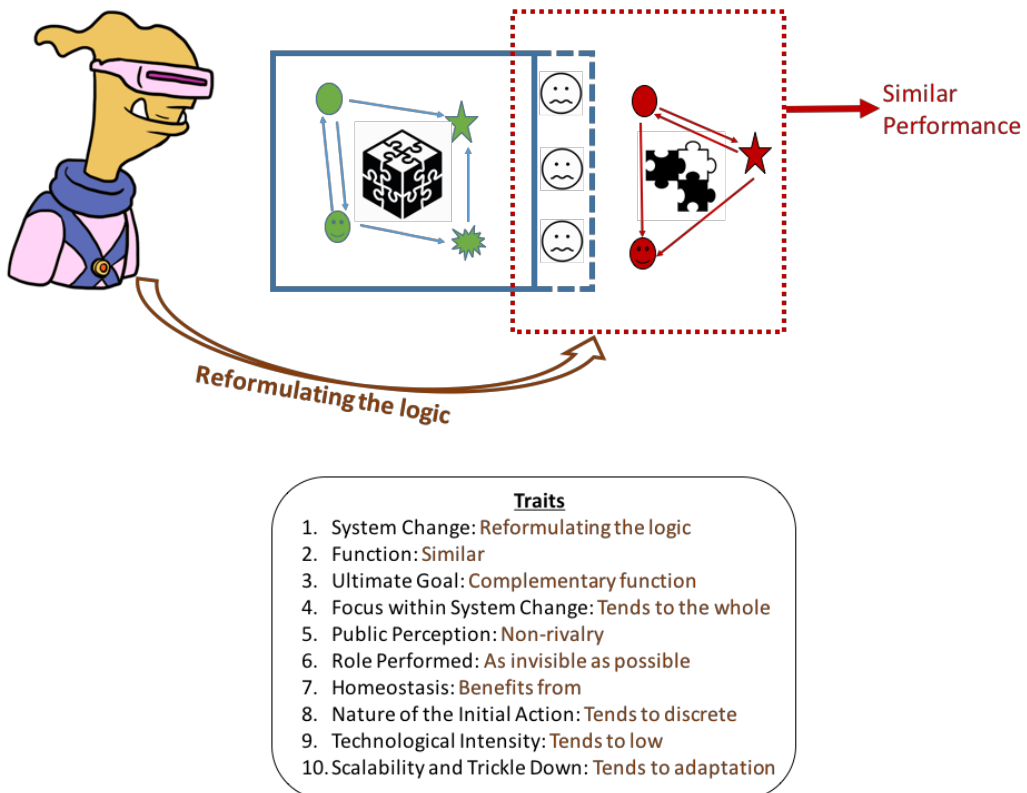 Similar
Performance
Reformulating the logic
Traits
1. System Change: Reformulating the logic
2. Function: Similar
3. Ultimate Goal: Complementary function
4. Focus within System Change: Tends to the whole
5. Public Perception: Non-rivalry
6. Role Performed: As invisible as possible
7. Homeostasis: Benefits from
8. Nature of the Initial Action: Tends to discrete
9. Technological Intensity: Tends to low
10. Scalability and Trickle Down: Tends to adaptation